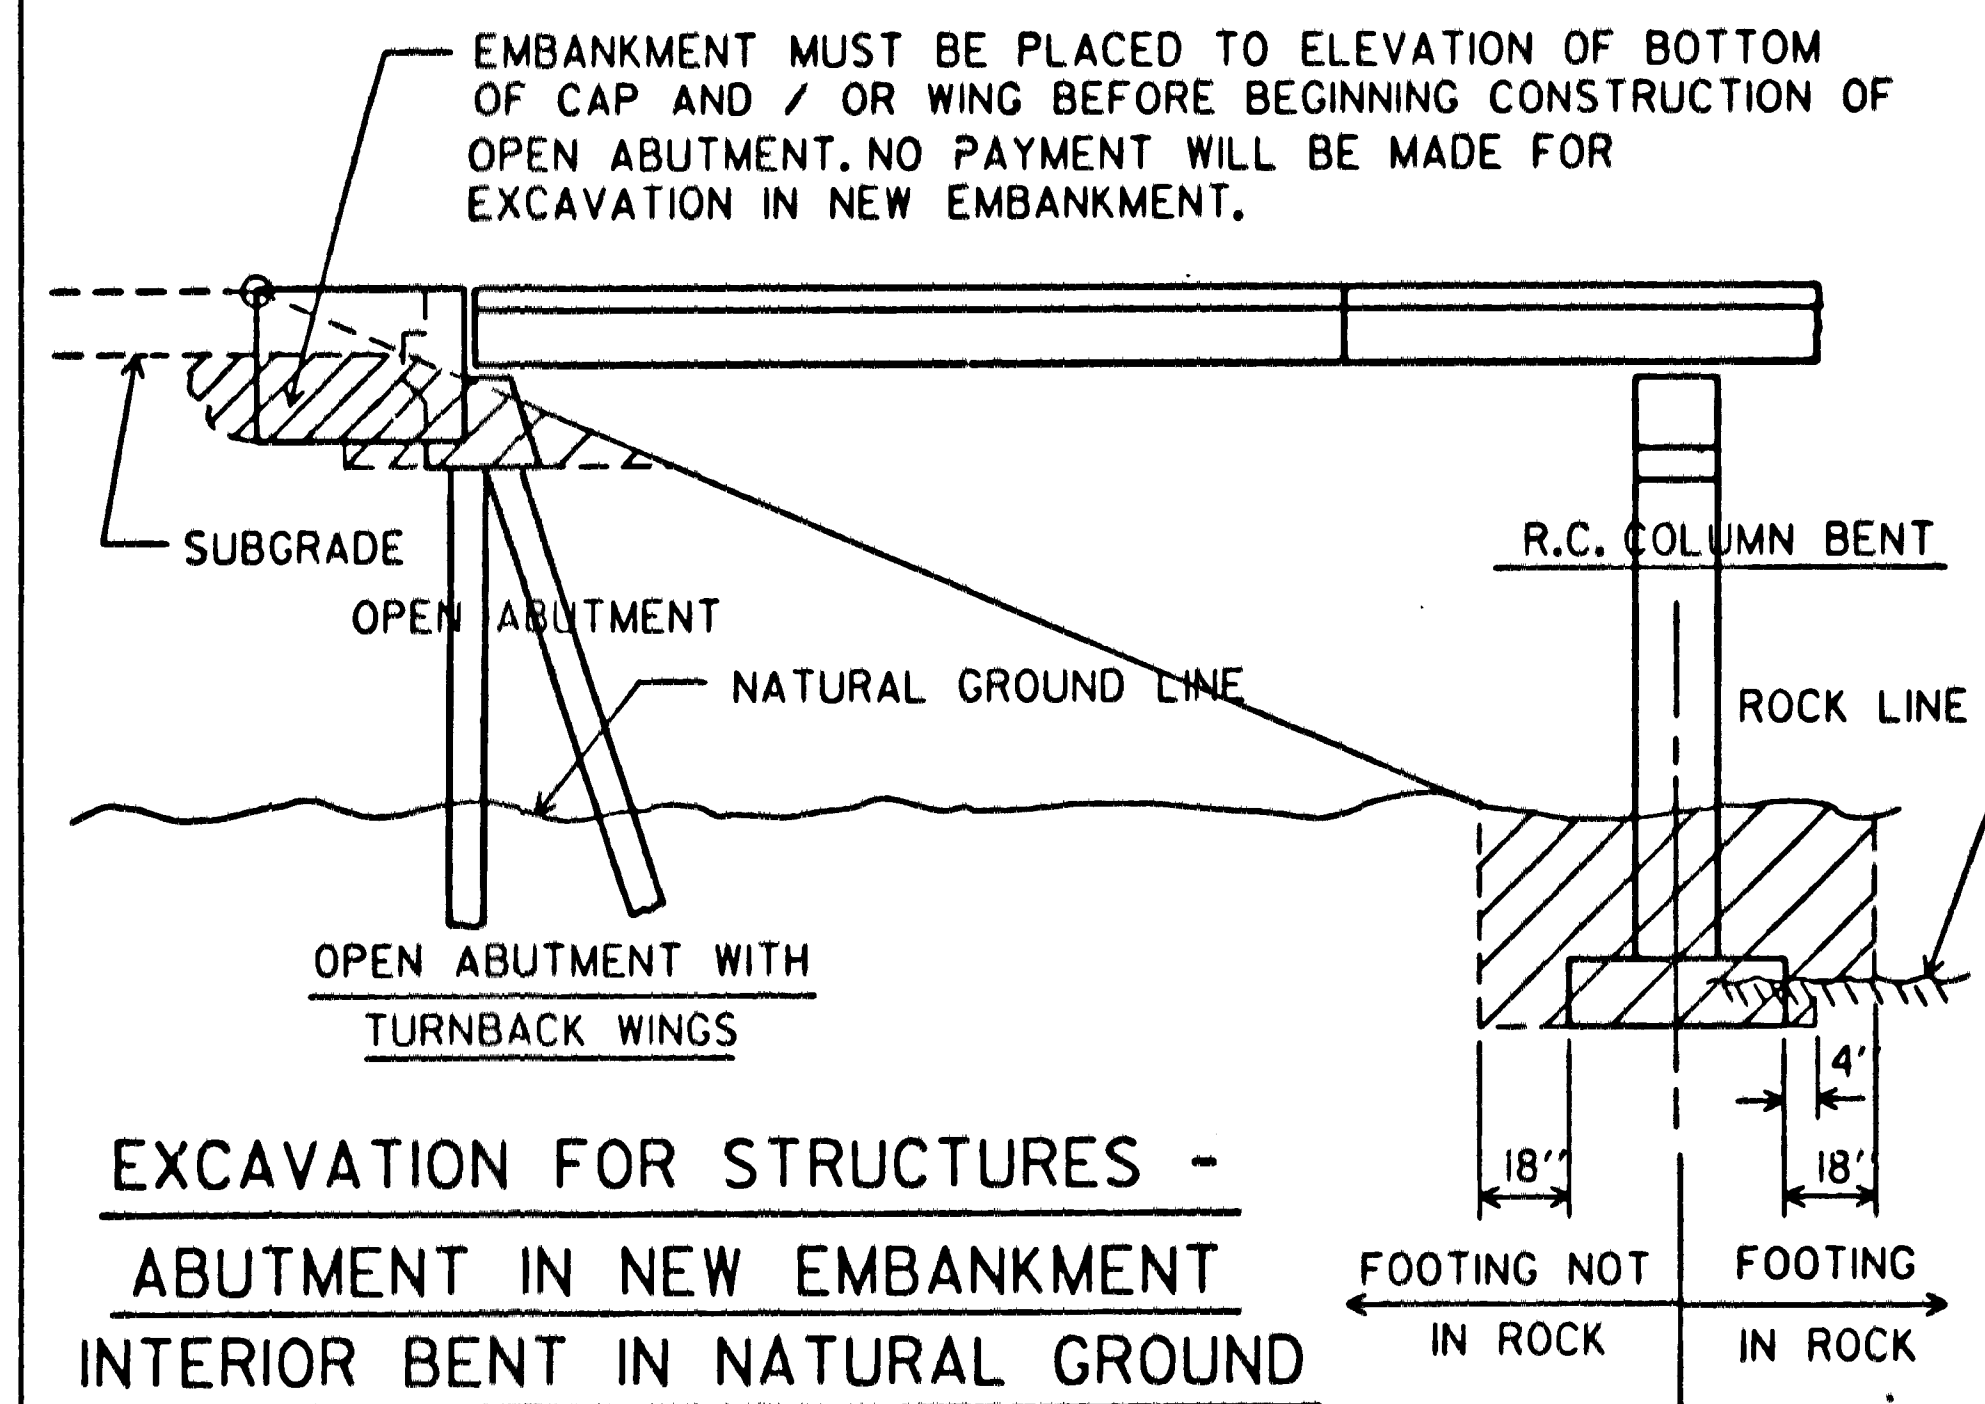 EMBANKMENT MUST BE PLACED TO ELEVATION OF BOTTOM
OF CAP AND / OR WING BEFORE BEGINNING CONSTRUCTION OF
OPEN ABUTMENT. NO PAYMENT WILL BE MADE FOR
EXCAVATION IN NEW EMBANKMENT.
SUBGRADE
R.C. COLUMN BENT
OPEN ABUTMENT
NATURAL GROUND LINE
ROCK LINE
OPEN ABUTMENT WITH
TURNBACK WINGS
4''
18''
18''
EXCAVATION FOR STRUCTURES -
ABUTMENT IN NEW EMBANKMENT
INTERIOR BENT IN NATURAL GROUND
FOOTING NOT
IN ROCK
FOOTING
IN ROCK